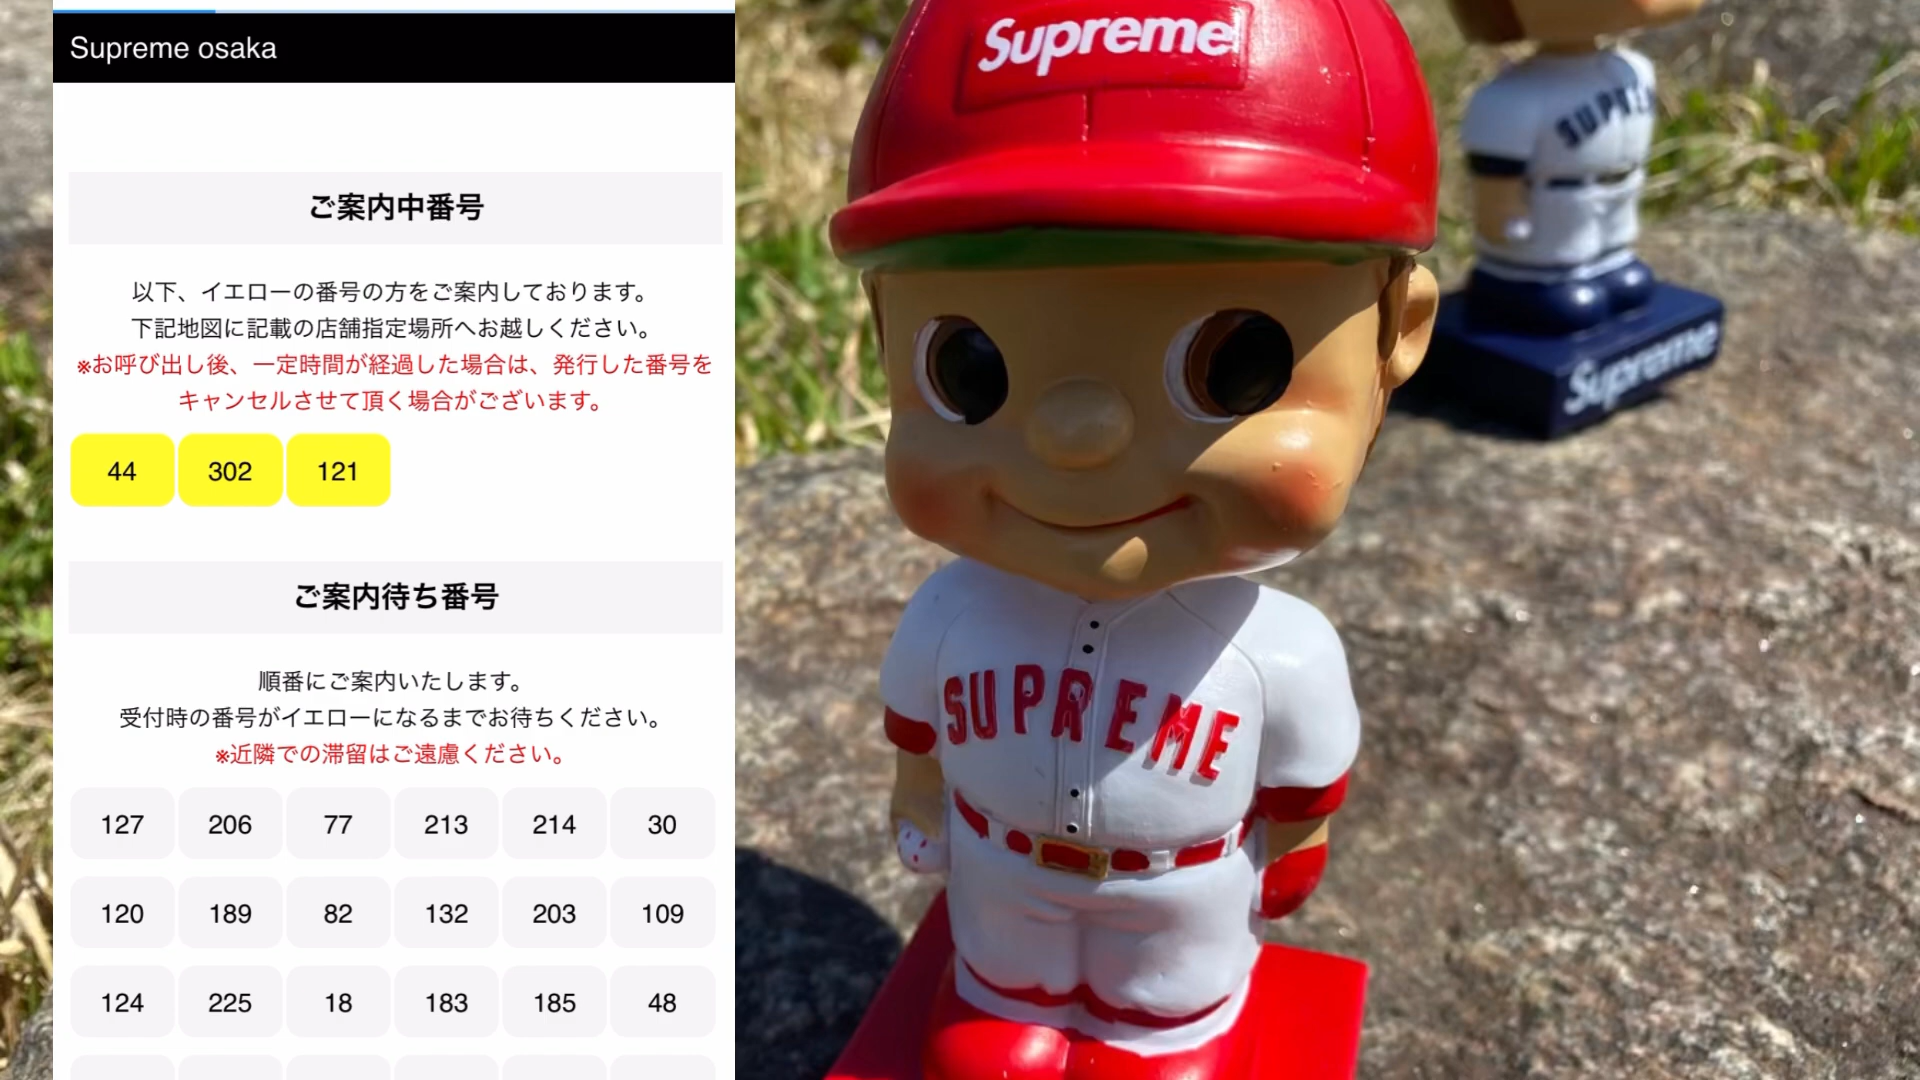 Supreme osaka
ご案内中番号
以下、イエローの番号の方をご案内しております。
下記地図に記載の店舗指定場所へお越しください。
※お呼び出し後、一定時間が経過した場合は、発行した番号を
キャンセルさせて頂く場合がございます。
44 302 121
ご案内待ち番号
順番にご案内いたします。
受付時の番号がイエローになるまでお待ちください。
※近隣での滞留はご遠慮ください。
127 206 77 213 214 30
120 189 82 132 203 109
124 225 18 183 185 48
Supreme
SUPREME
SUPREME
Supreme